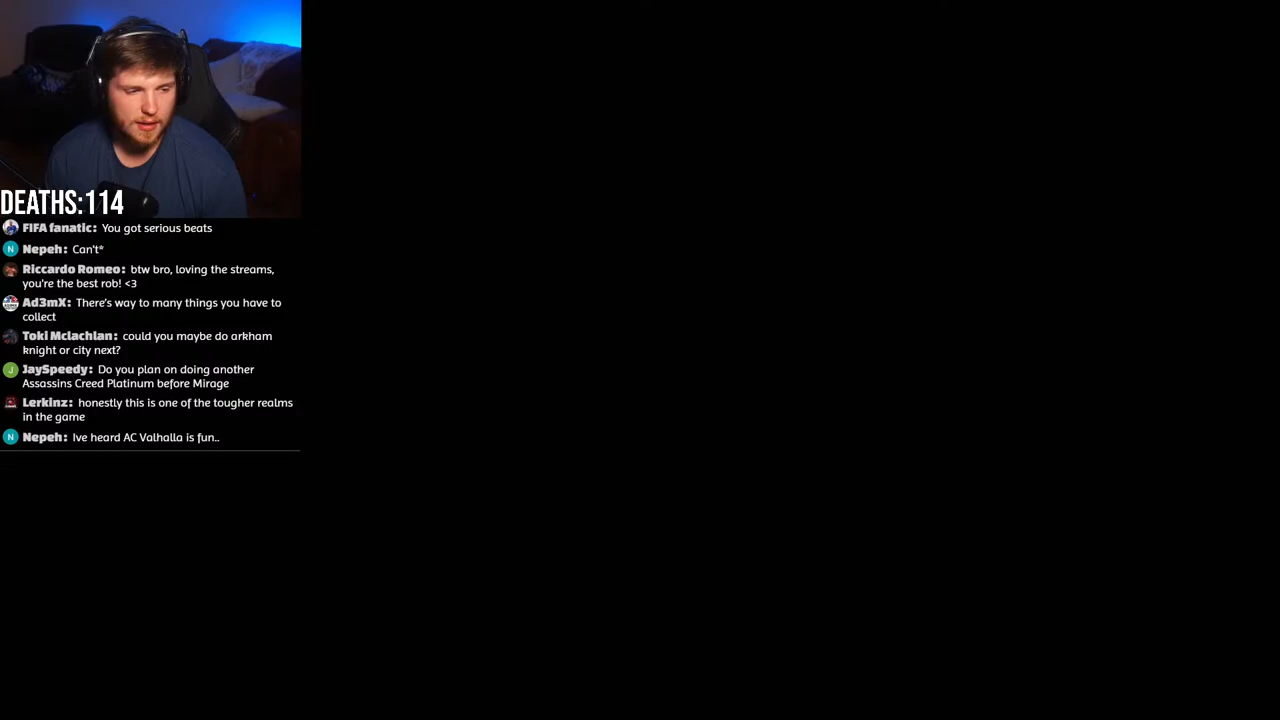 DEATHS:114
FIFA fanatic: You got serious beats
N Nepeh: Can't*
Riccardo Romeo: btw bro, loving the streams,
you're the best rob! <3
Ad3mX: There's way to many things you have to
collect
Toki Mclachlan: could you maybe do arkham
knight or city next?
J JaySpeedy: Do you plan on doing another
Assassins Creed Platinum before Mirage
Lerkinz: honestly this is one of the tougher realms
in the game
N Nepeh: Ive heard AC Valhalla is fun..